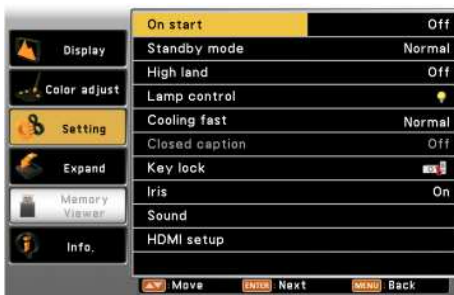 Display
Color adjust
Setting
Expand
Memory
Viewer
Info.
On start Off
Standby mode Normal
High land Off
Lamp control
Cooling fast Normal
Closed caption Off
Key lock
Iris On
Sound
HDMI setup
Move ENTER Next MENU Back